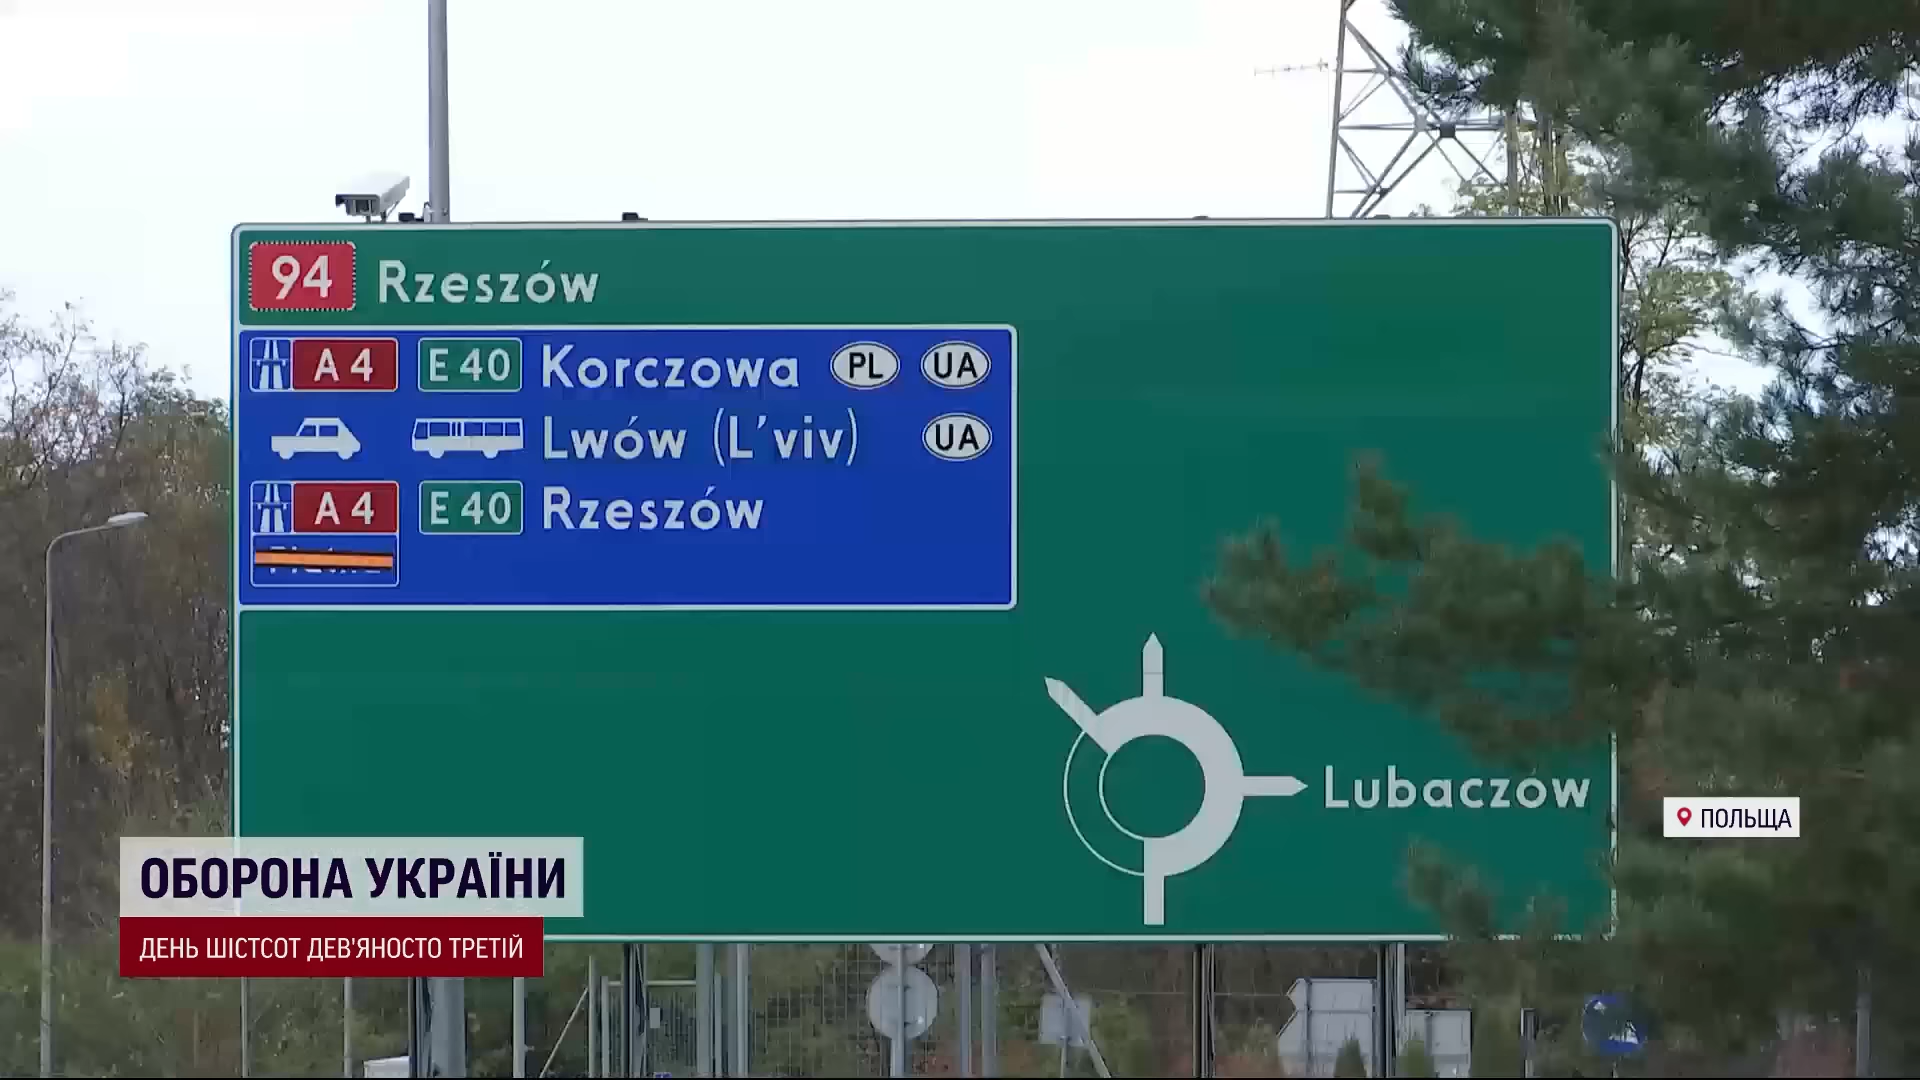 94 Rzeszów
A4 E40 Korczowa PL UA
Lwów (L'viv) UA
A4 E40 Rzeszów
Lubaczów
ПОЛЬЩА
ОБОРОНА УКРАЇНИ
ДЕНЬ ШІСТСОТ ДЕВ'ЯНОСТО ТРЕТІЙ